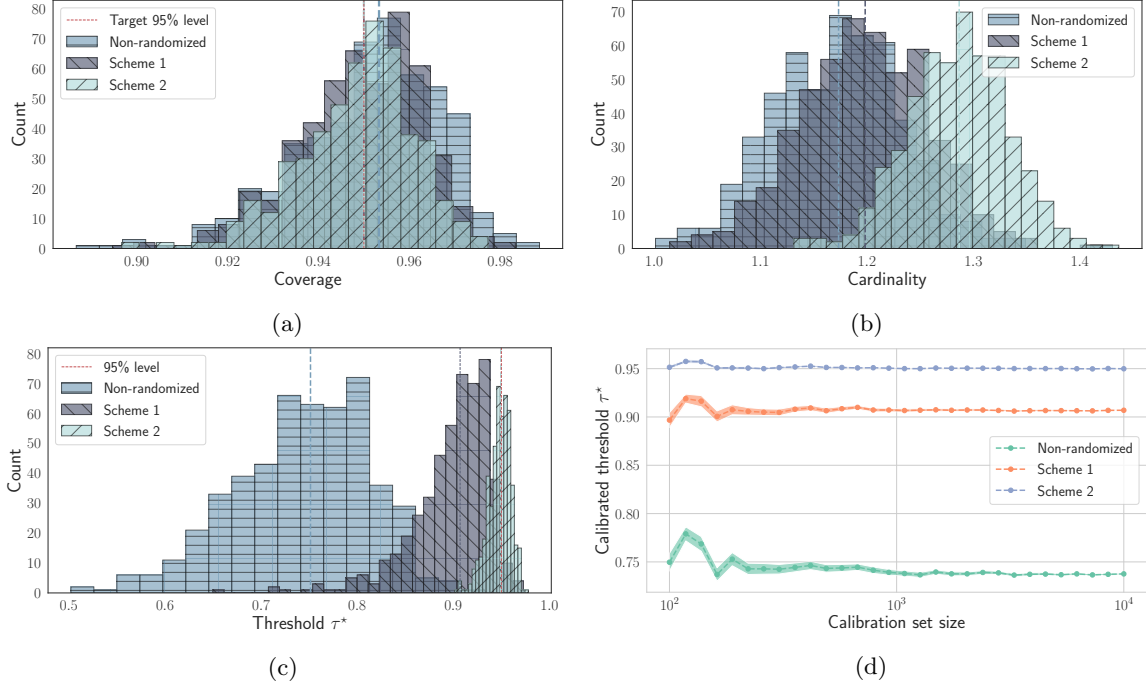 80
70
60
50
40
30
20
10
0
Count
Target 95% level
Non-randomized
Scheme 1
Scheme 2
0.90
0.92
0.94
0.96
0.98
Coverage
(a)
70
60
50
40
30
20
10
0
Count
Non-randomized
Scheme 1
Scheme 2
1.0
1.1
1.2
1.3
1.4
Cardinality
(b)
80
70
60
50
40
30
20
10
0
Count
95% level
Non-randomized
Scheme 1
Scheme 2
0.5
0.6
0.7
0.8
0.9
1.0
Threshold τ*
(c)
0.95
0.90
0.85
0.80
0.75
Calibrated threshold τ*
Non-randomized
Scheme 1
Scheme 2
10²
10³
10⁴
Calibration set size
(d)